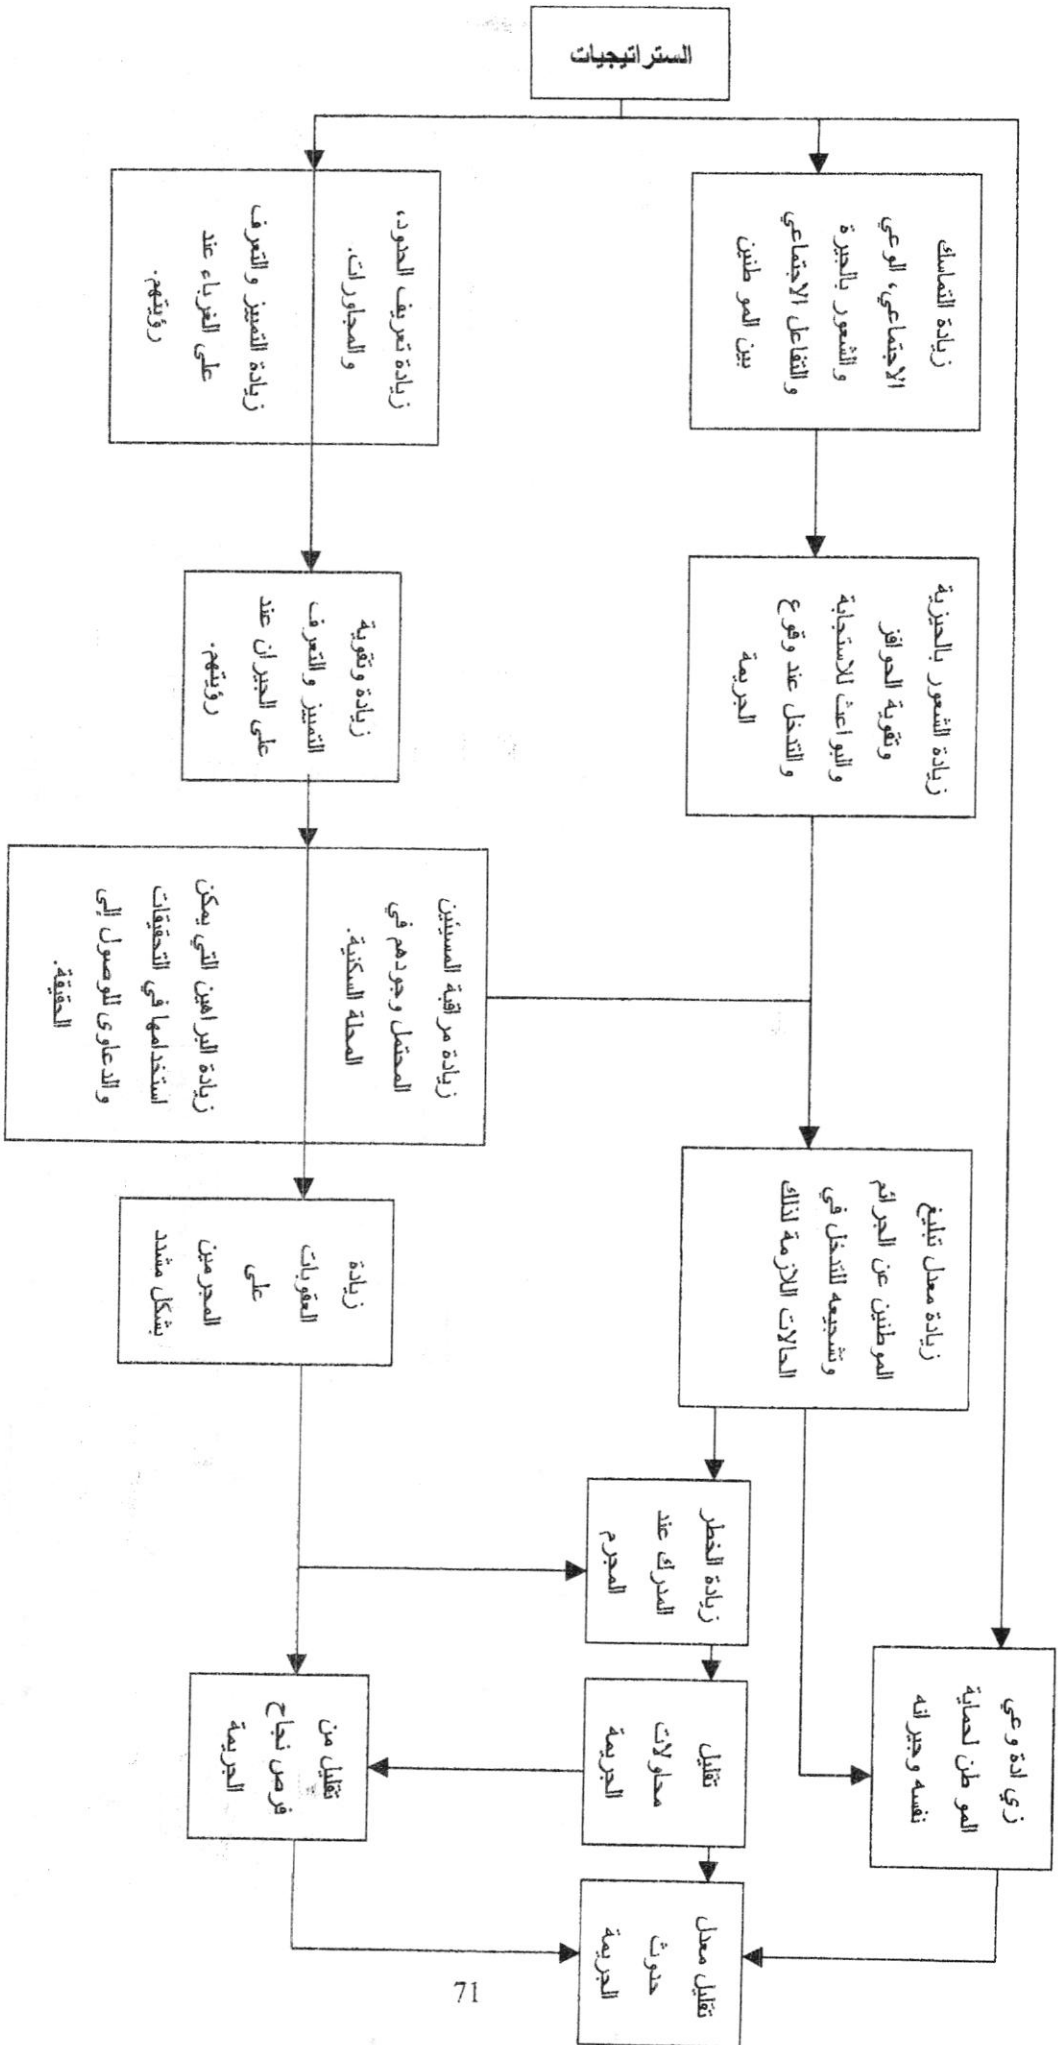 الستراتيجيات
زيادة التماسك
الاجتماعي، الوعي
والشعور بالجيرة
والتفاعل الاجتماعي
بين المواطنين
زيادة تعريف الحدود،
والمجاورات.
زيادة التمييز والتعرف
على الغرباء عند
رؤيتهم.
زيادة الشعور بالحيزية
وتقوية الحوافز
والبواعث للاستجابة
والتدخل عند وقوع
الجريمة
زيادة وتقوية
التمييز والتعرف
على الجيران عند
رؤيتهم.
زيادة مراقبة المسيئين
المحتمل وجودهم في
المحلة السكنية.
زيادة البراهين التي يمكن
استخدامها في التحقيقات
والدعاوى للوصول إلى
الحقيقة.
زيادة معدل تبليغ
الموطنين عن الجرائم
وتشجيعه للتدخل في
الحالات اللازمة لذلك
زيادة
العقوبات
على
المجرمين
بشكل مشدد
زيادة الخطر
المدرك عند
المجرم
زي ادة وعي
المواطن لحماية
نفسه وجيرانه
تقليل
محاولات
الجريمة
تقليل من
فرص نجاح
الجريمة
تقليل معدل
حدوث
الجريمة
71